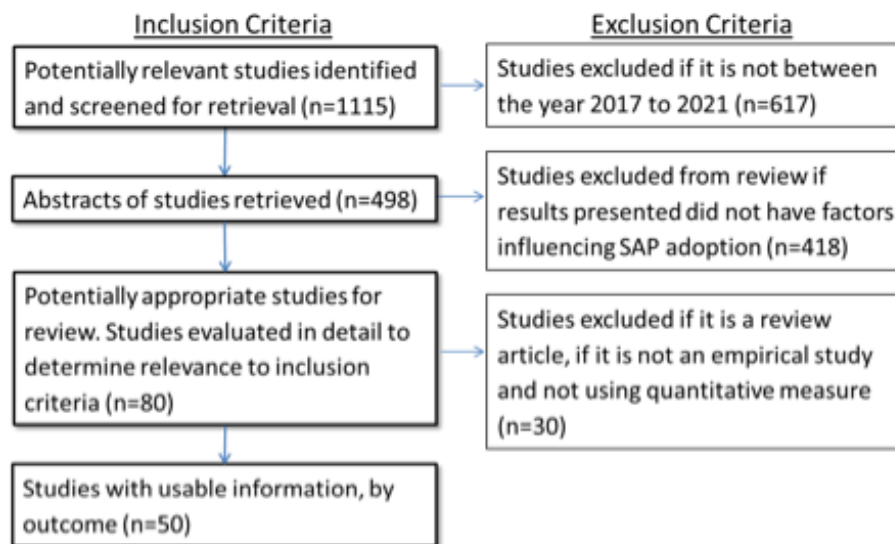 Inclusion Criteria
Exclusion Criteria
Potentially relevant studies identified
and screened for retrieval (n=1115)
Studies excluded if it is not between
the year 2017 to 2021 (n=617)
Abstracts of studies retrieved (n=498)
Studies excluded from review if
results presented did not have factors
influencing SAP adoption (n=418)
Potentially appropriate studies for
review. Studies evaluated in detail to
determine relevance to inclusion
criteria (n=80)
Studies excluded if it is a review
article, if it is not an empirical study
and not using quantitative measure
(n=30)
Studies with usable information, by
outcome (n=50)